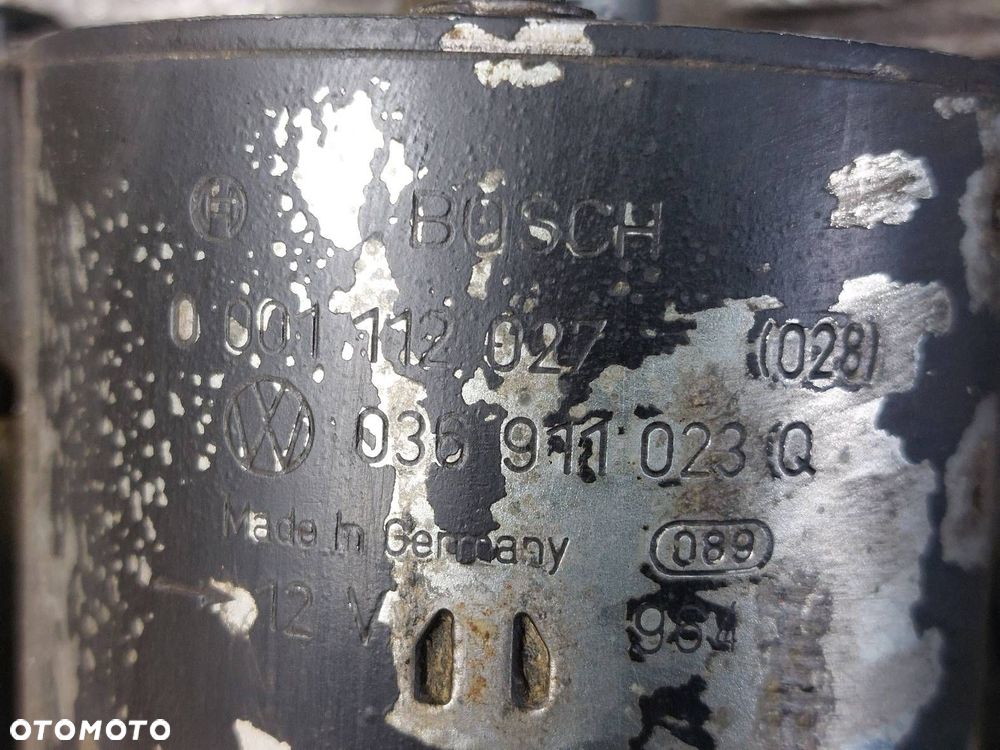 BOSCH
0 001 112 027 (028)
036 911 023 Q
Made in Germany 089
12 V
OTOMOTO